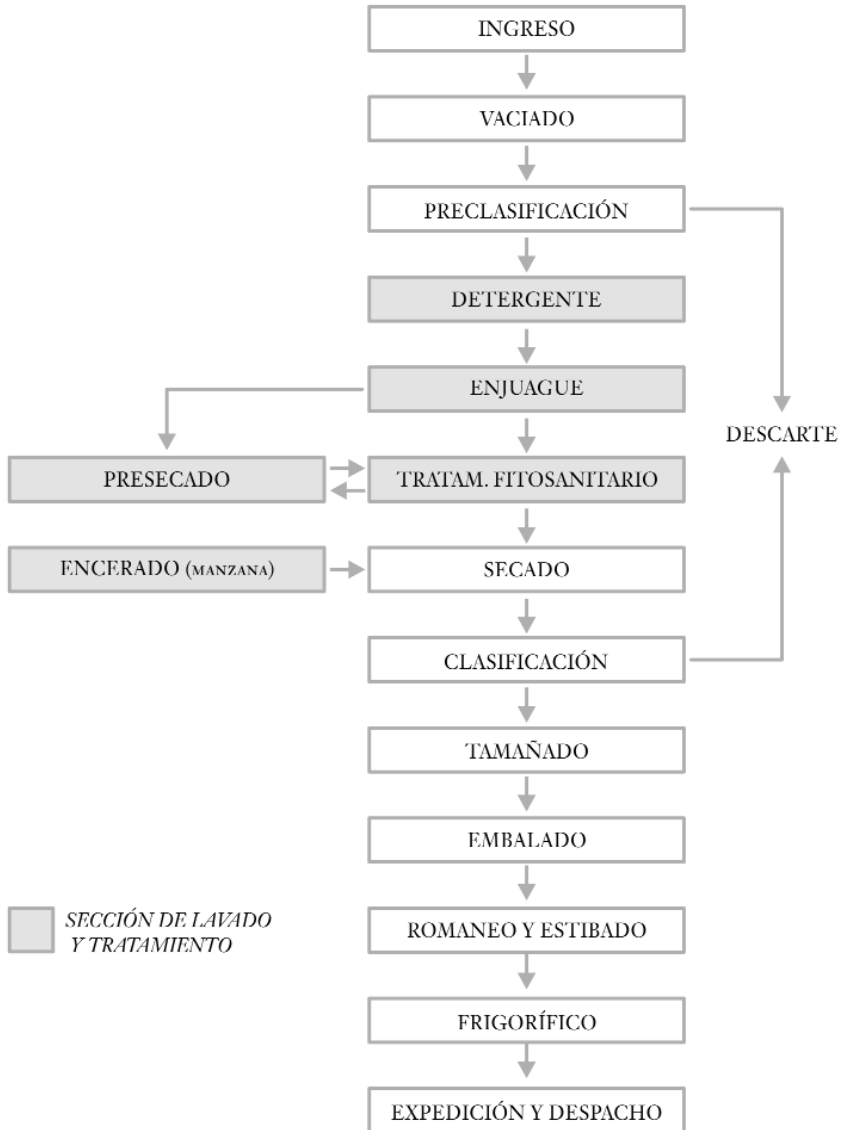 INGRESO
VACIADO
PRECLASIFICACIÓN
DETERGENTE
ENJUAGUE
DESCARTE
PRESECADO
TRATAM. FITOSANITARIO
ENCERADO (MANZANA)
SECADO
CLASIFICACIÓN
TAMAÑADO
EMBALADO
SECCIÓN DE LAVADO
Y TRATAMIENTO
ROMANEO Y ESTIBADO
FRIGORÍFICO
EXPEDICIÓN Y DESPACHO